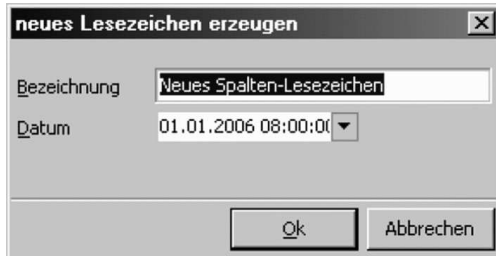 neues Lesezeichen erzeugen
Bezeichnung Neues Spalten-Lesezeichen
Datum 01.01.2006 08:00:0
Ok Abbrechen